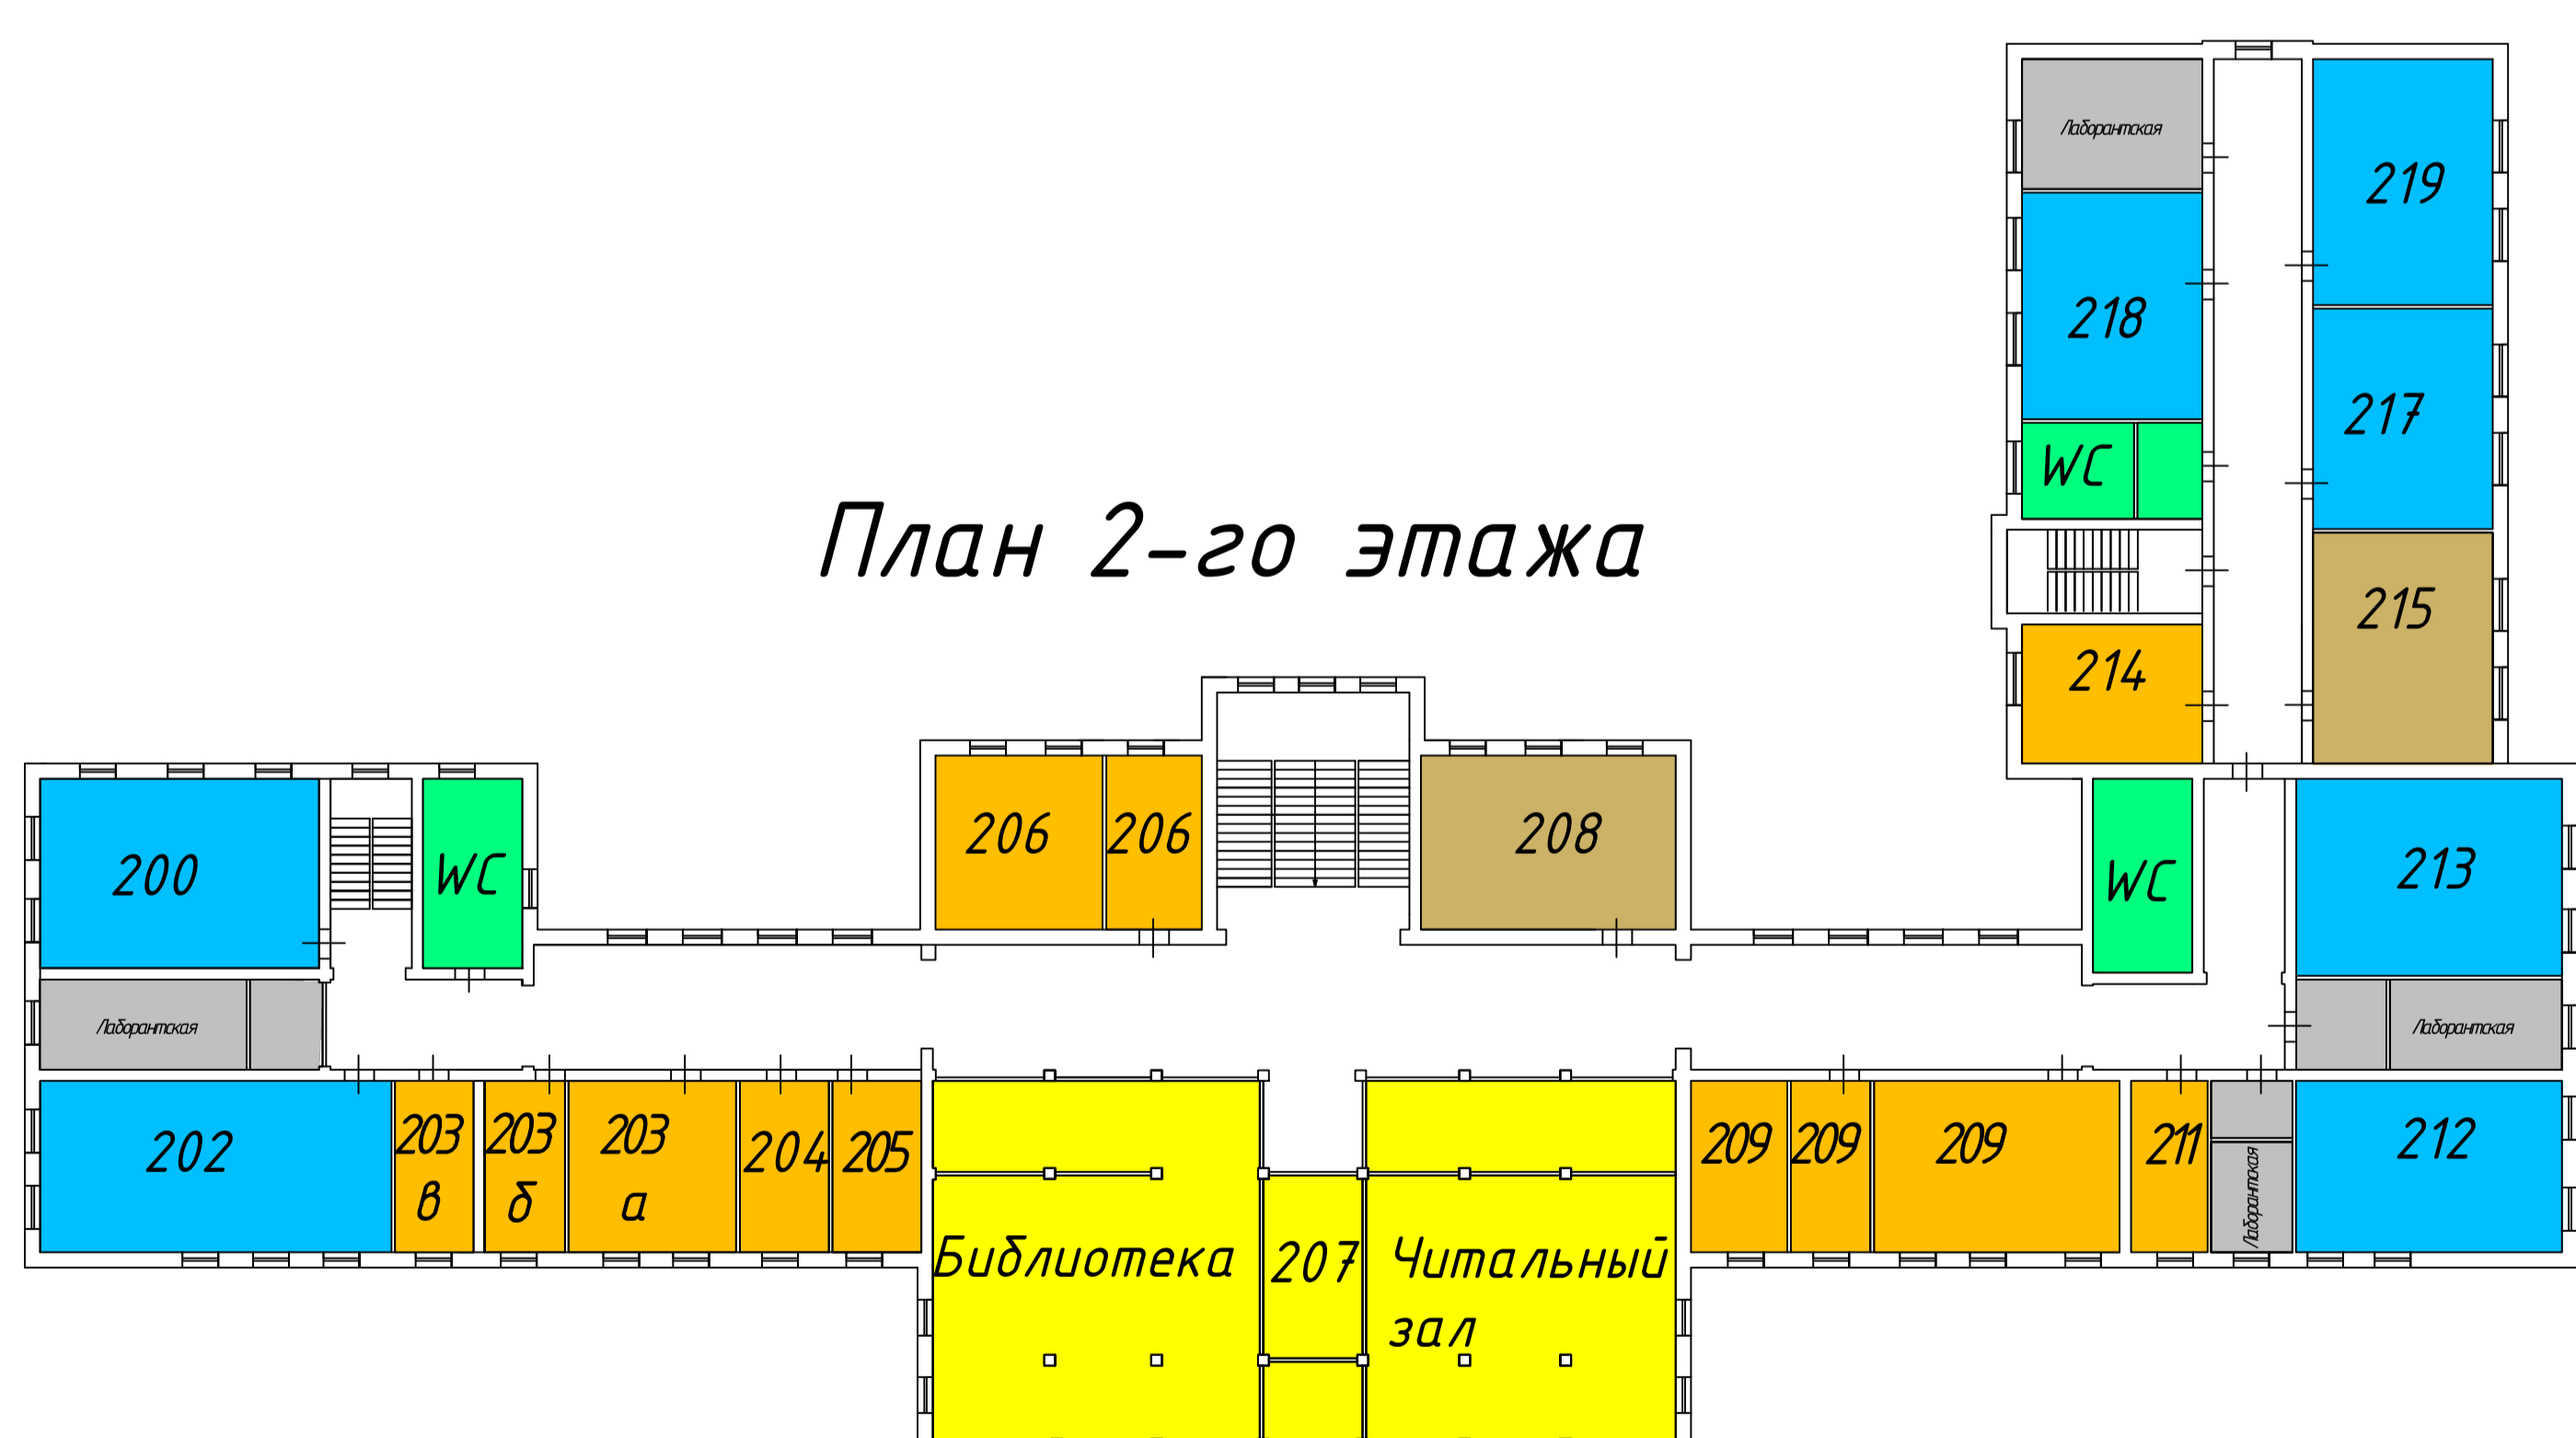 Лаборантская
219
218
217
WC
План 2-го этажа
215
214
206
206
208
200
WC
WC
213
Лаборантская
Лаборантская
202
203
в
203
б
203
а
204
205
209
209
209
211
Лаборантская
212
Библиотека
207
Читальный
зал